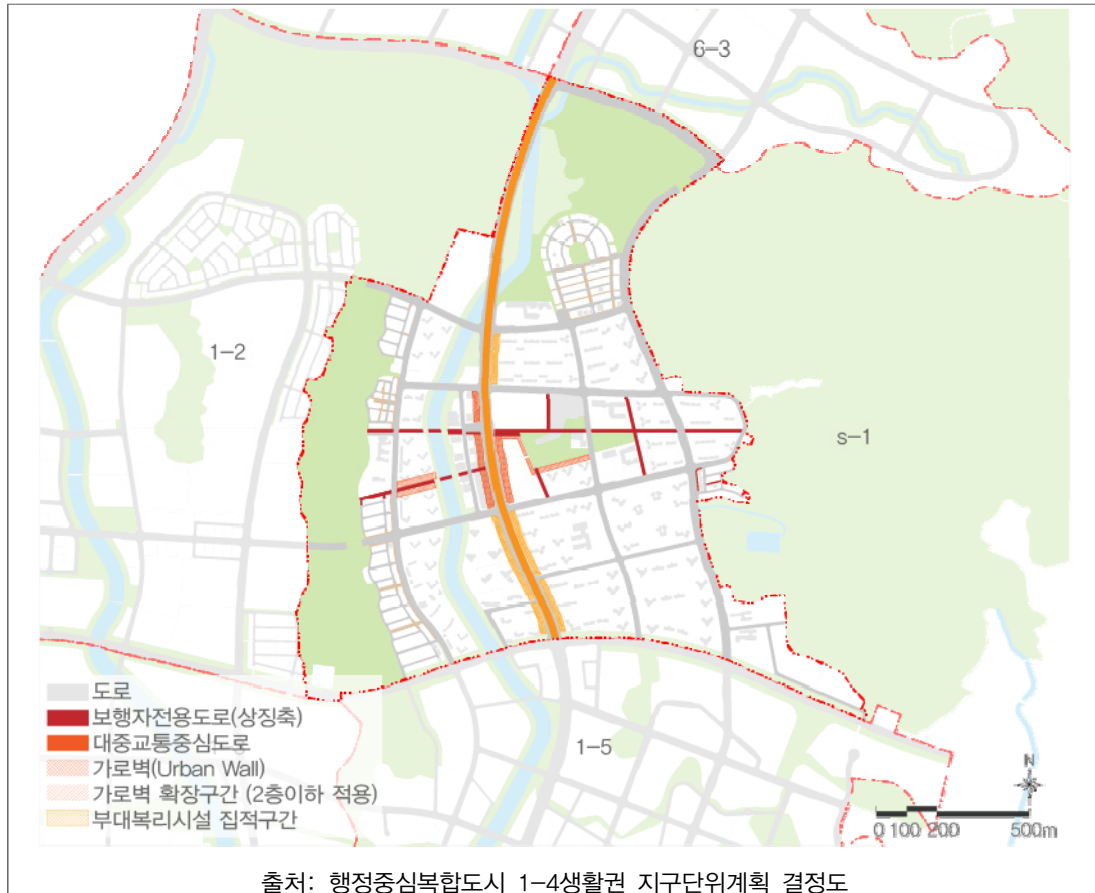 6-3
1-2
s-1
1-5
도로
보행자전용도로(상징축)
대중교통중심도로
가로벽(Urban Wall)
가로벽 확장구간 (2층이하 적용)
부대복리시설 집적구간
N
0 100 200 500m
출처: 행정중심복합도시 1-4생활권 지구단위계획 결정도